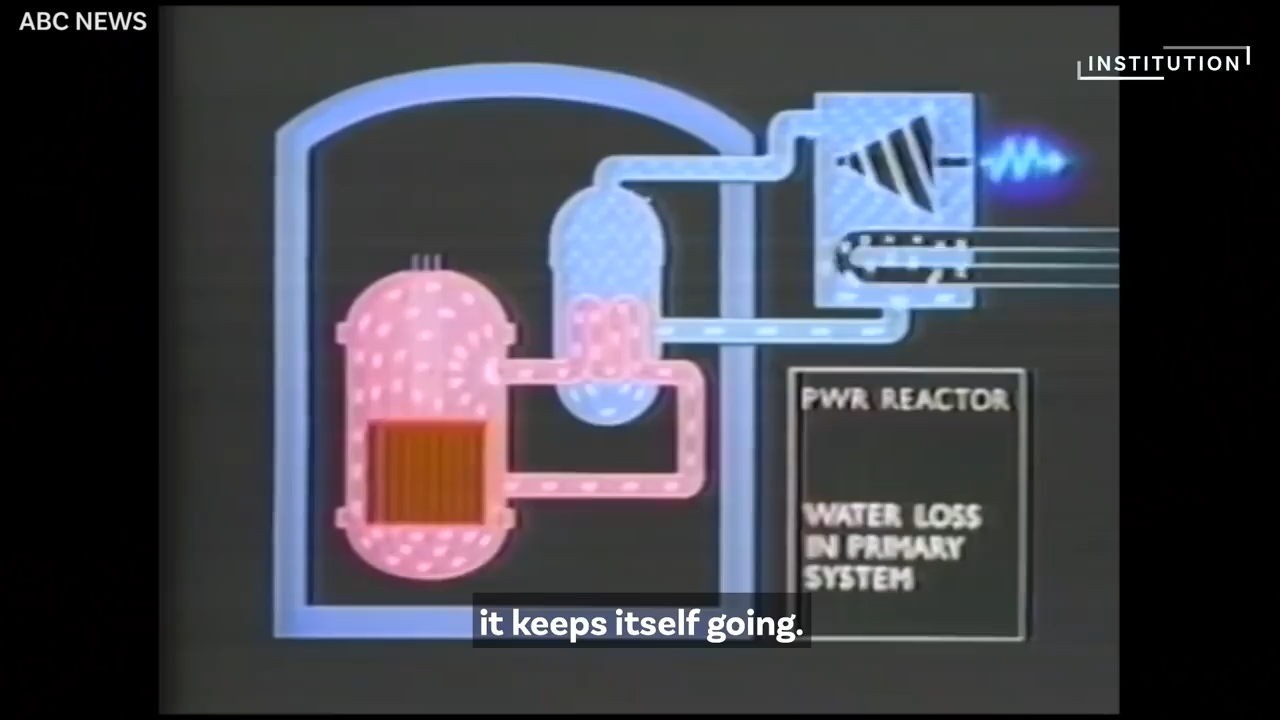 ABC NEWS
INSTITUTION
PWR REACTOR
WATER LOSS
IN PRIMARY
SYSTEM
it keeps itself going.